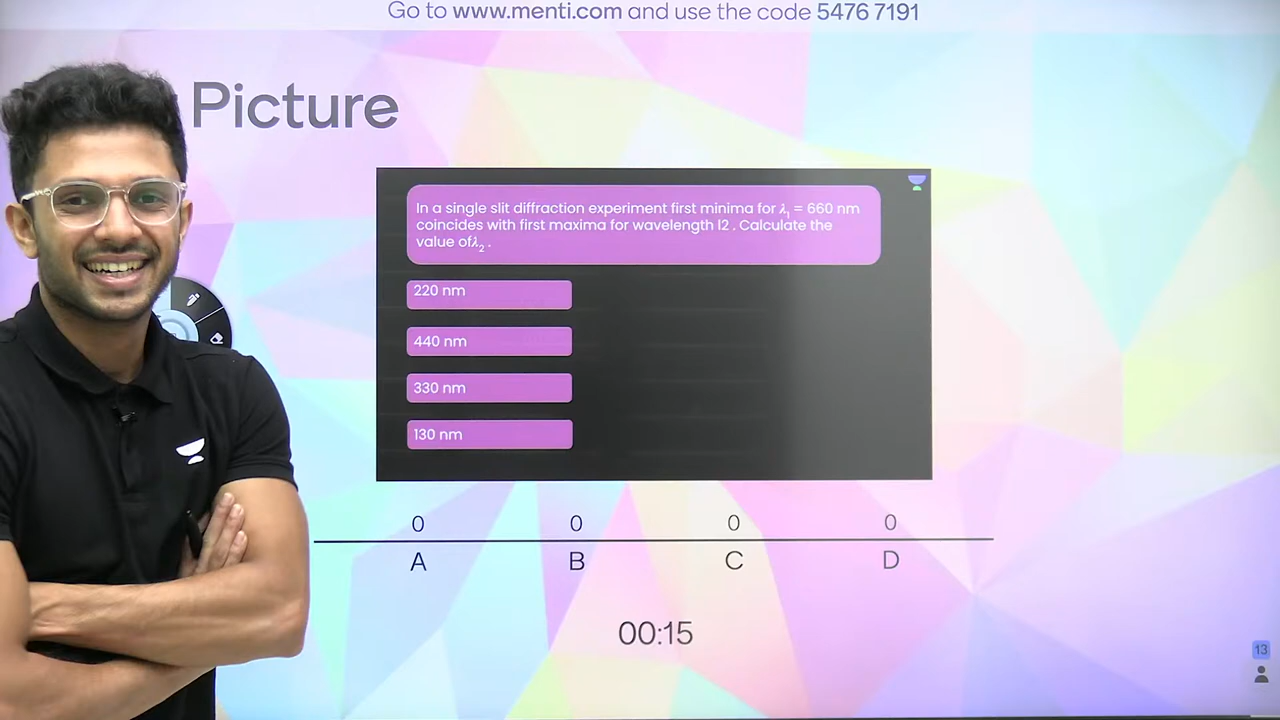 Go to www.menti.com and use the code 5476 7191
Picture
In a single slit diffraction experiment first minima for λ₁ = 660 nm
coincides with first maxima for wavelength l2 . Calculate the
value ofλ₂ .
220 nm
440 nm
330 nm
130 nm
0 0 0 0
A B C D
00:15
13